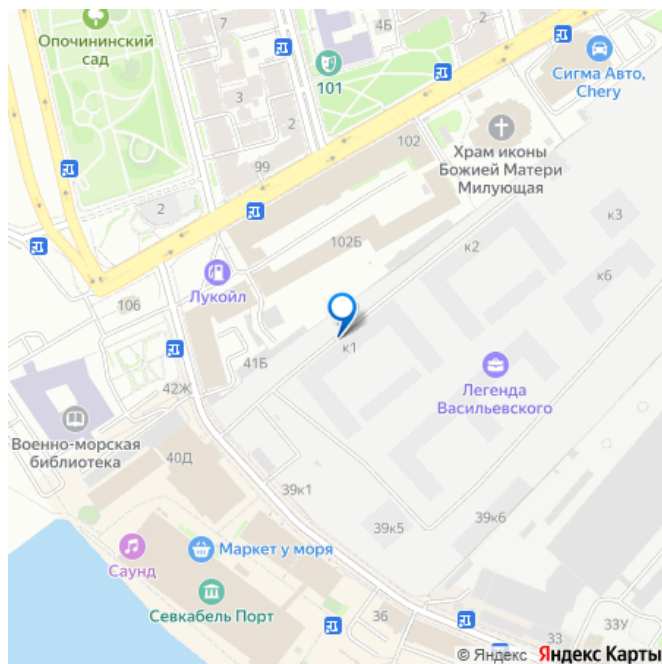 7
4Б
Опочининский
сад
101
Сигма Авто,
Chery
3
2
102
Храм иконы
Божией Матери
Милующая
99
2
к3
102Б
к2
к6
Лукойл
106
к1
41Б
42Ж
Легенда
Васильевского
Военно-морская
библиотека
40Д
39к1
39к5
39к6
Маркет у моря
Саунд
Севкабель Порт
36
33У
33
© Яндекс Яндекс Карты